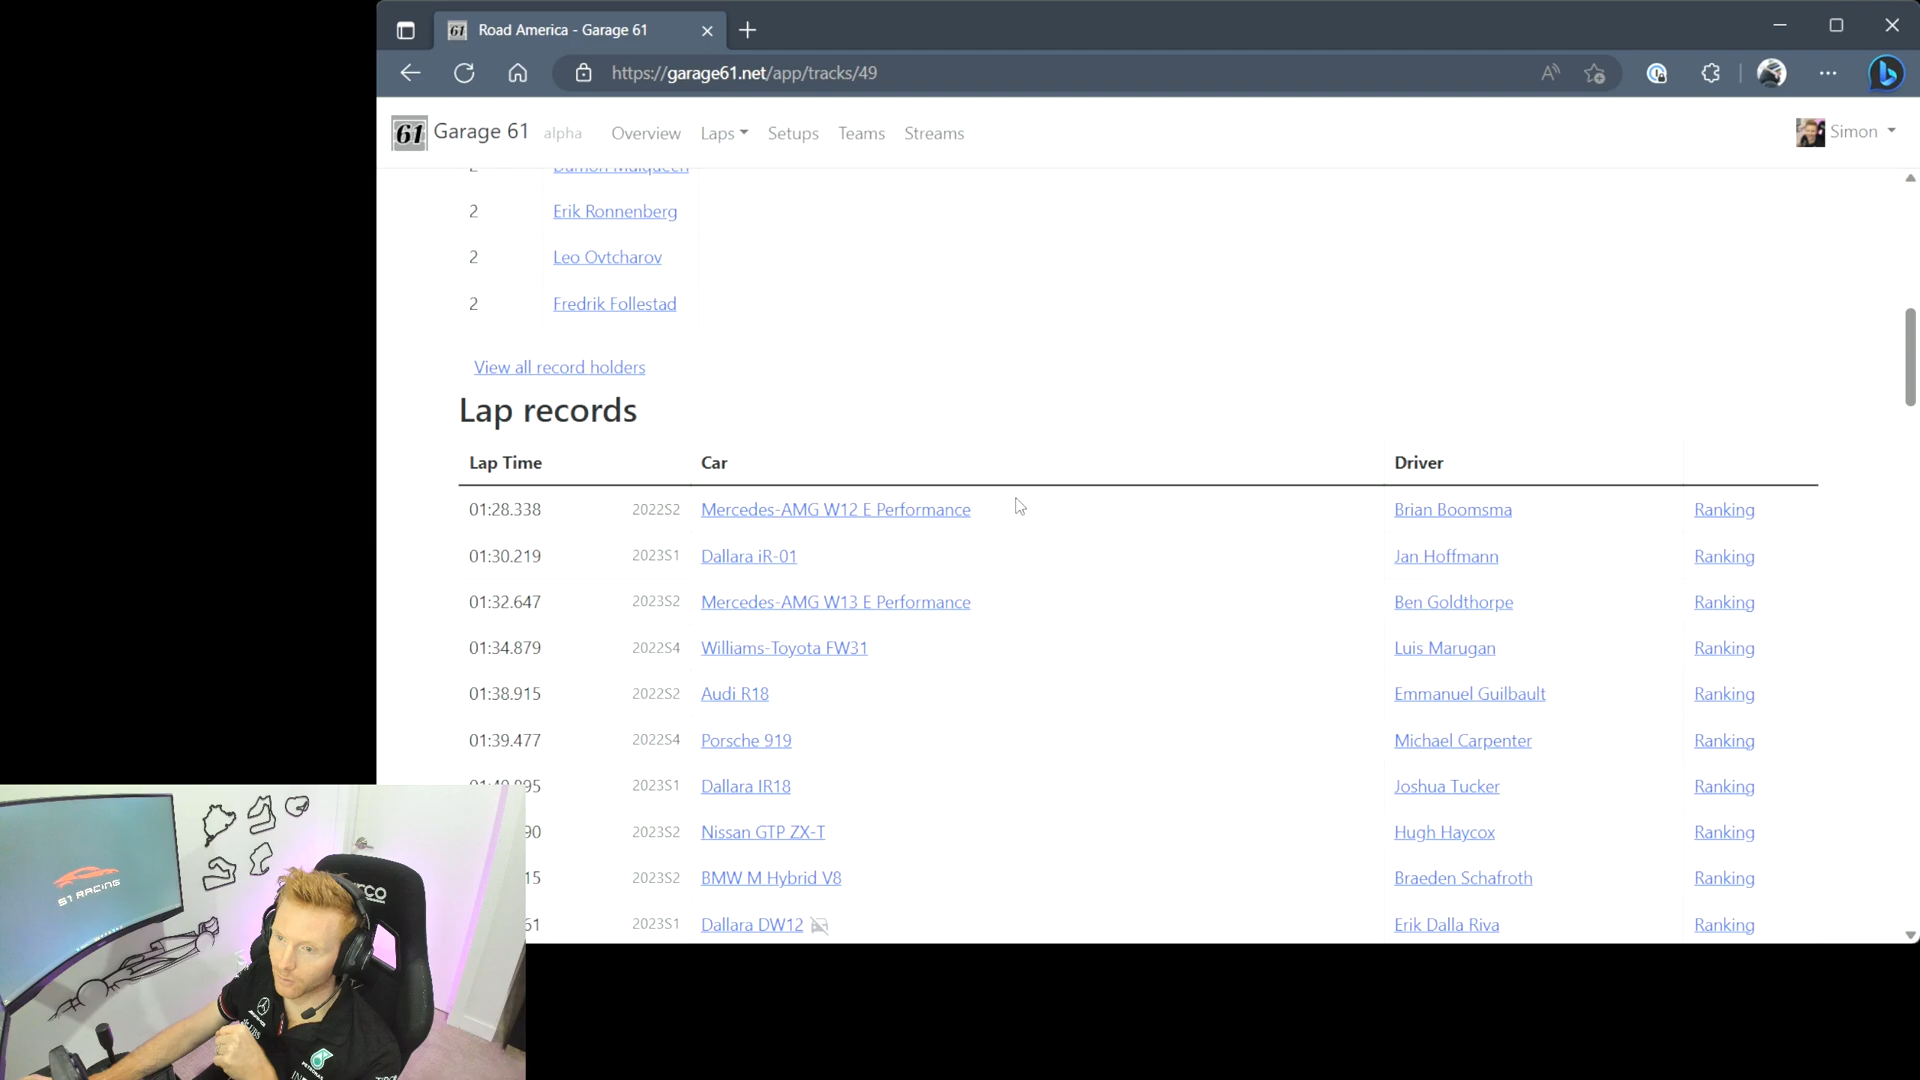 61 Road America - Garage 61
https://garage61.net/app/tracks/49
61 Garage 61 alpha Overview Laps Setups Teams Streams Simon
2 Erik Ronnenberg
2 Leo Ovtcharov
2 Fredrik Follestad
View all record holders
Lap records
Lap Time Car Driver
01:28.338 2022S2 Mercedes-AMG W12 E Performance Brian Boomsma Ranking
01:30.219 2023S1 Dallara iR-01 Jan Hoffmann Ranking
01:32.647 2023S2 Mercedes-AMG W13 E Performance Ben Goldthorpe Ranking
01:34.879 2022S4 Williams-Toyota FW31 Luis Marugan Ranking
01:38.915 2022S2 Audi R18 Emmanuel Guilbault Ranking
01:39.477 2022S4 Porsche 919 Michael Carpenter Ranking
2023S1 Dallara IR18 Joshua Tucker Ranking
90 2023S2 Nissan GTP ZX-T Hugh Haycox Ranking
15 2023S2 BMW M Hybrid V8 Braeden Schafroth Ranking
61 2023S1 Dallara DW12 Erik Dalla Riva Ranking
S1 RACING